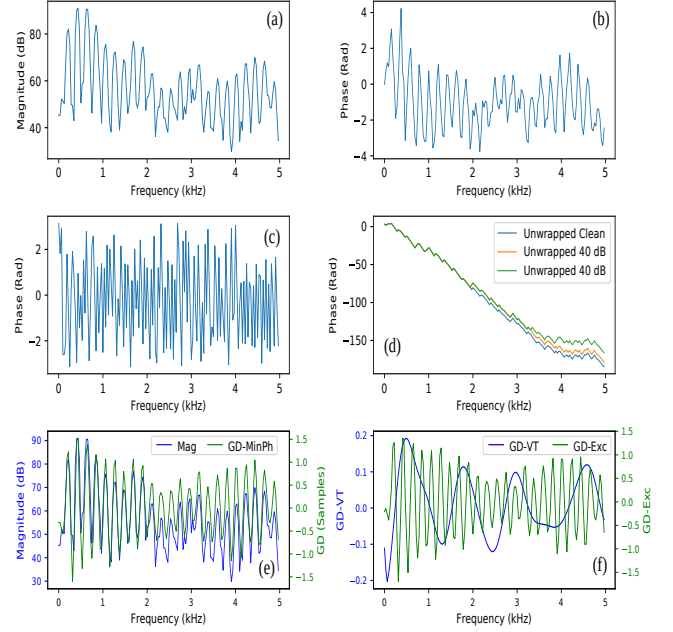 (a)
Magnitude (dB)
80
60
40
0 1 2 3 4 5
Frequency (kHz)
(b)
Phase (Rad)
4
2
0
−2
−4
0 1 2 3 4 5
Frequency (kHz)
(c)
Phase (Rad)
2
0
−2
0 1 2 3 4 5
Frequency (kHz)
(d)
Phase (Rad)
Unwrapped Clean
Unwrapped 40 dB
Unwrapped 40 dB
0
−50
−100
−150
0 1 2 3 4 5
Frequency (kHz)
(e)
Magnitude (dB)
Mag GD-MinPh
90
80
70
60
50
40
30
1.5
1.0
0.5
0.0
−0.5
−1.0
−1.5
GD (Samples)
0 1 2 3 4 5
Frequency (kHz)
(f)
GD-VT
GD-VT GD-Exc
0.2
0.1
0.0
−0.1
−0.2
1.5
1.0
0.5
0.0
−0.5
−1.0
−1.5
GD-Exc
0 1 2 3 4 5
Frequency (kHz)